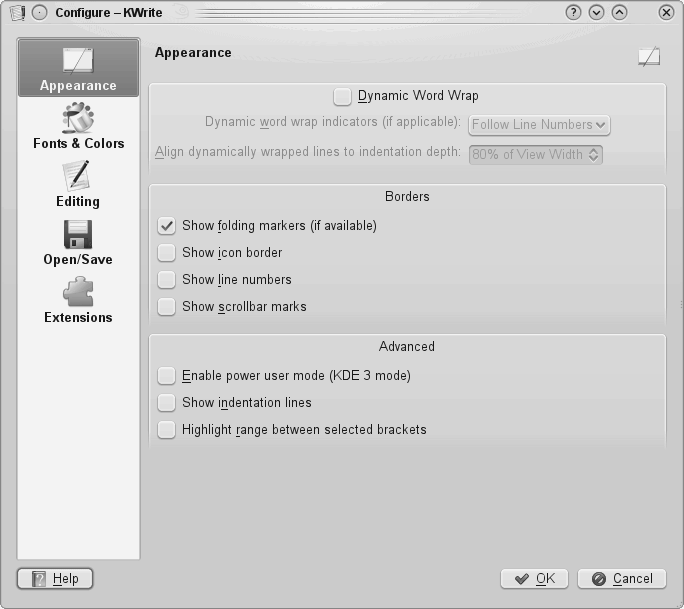 Configure – KWrite
Appearance
Fonts & Colors
Editing
Open/Save
Extensions
Appearance
Dynamic Word Wrap
Dynamic word wrap indicators (if applicable): Follow Line Numbers
Align dynamically wrapped lines to indentation depth: 80% of View Width
Borders
Show folding markers (if available)
Show icon border
Show line numbers
Show scrollbar marks
Advanced
Enable power user mode (KDE 3 mode)
Show indentation lines
Highlight range between selected brackets
Help
OK
Cancel